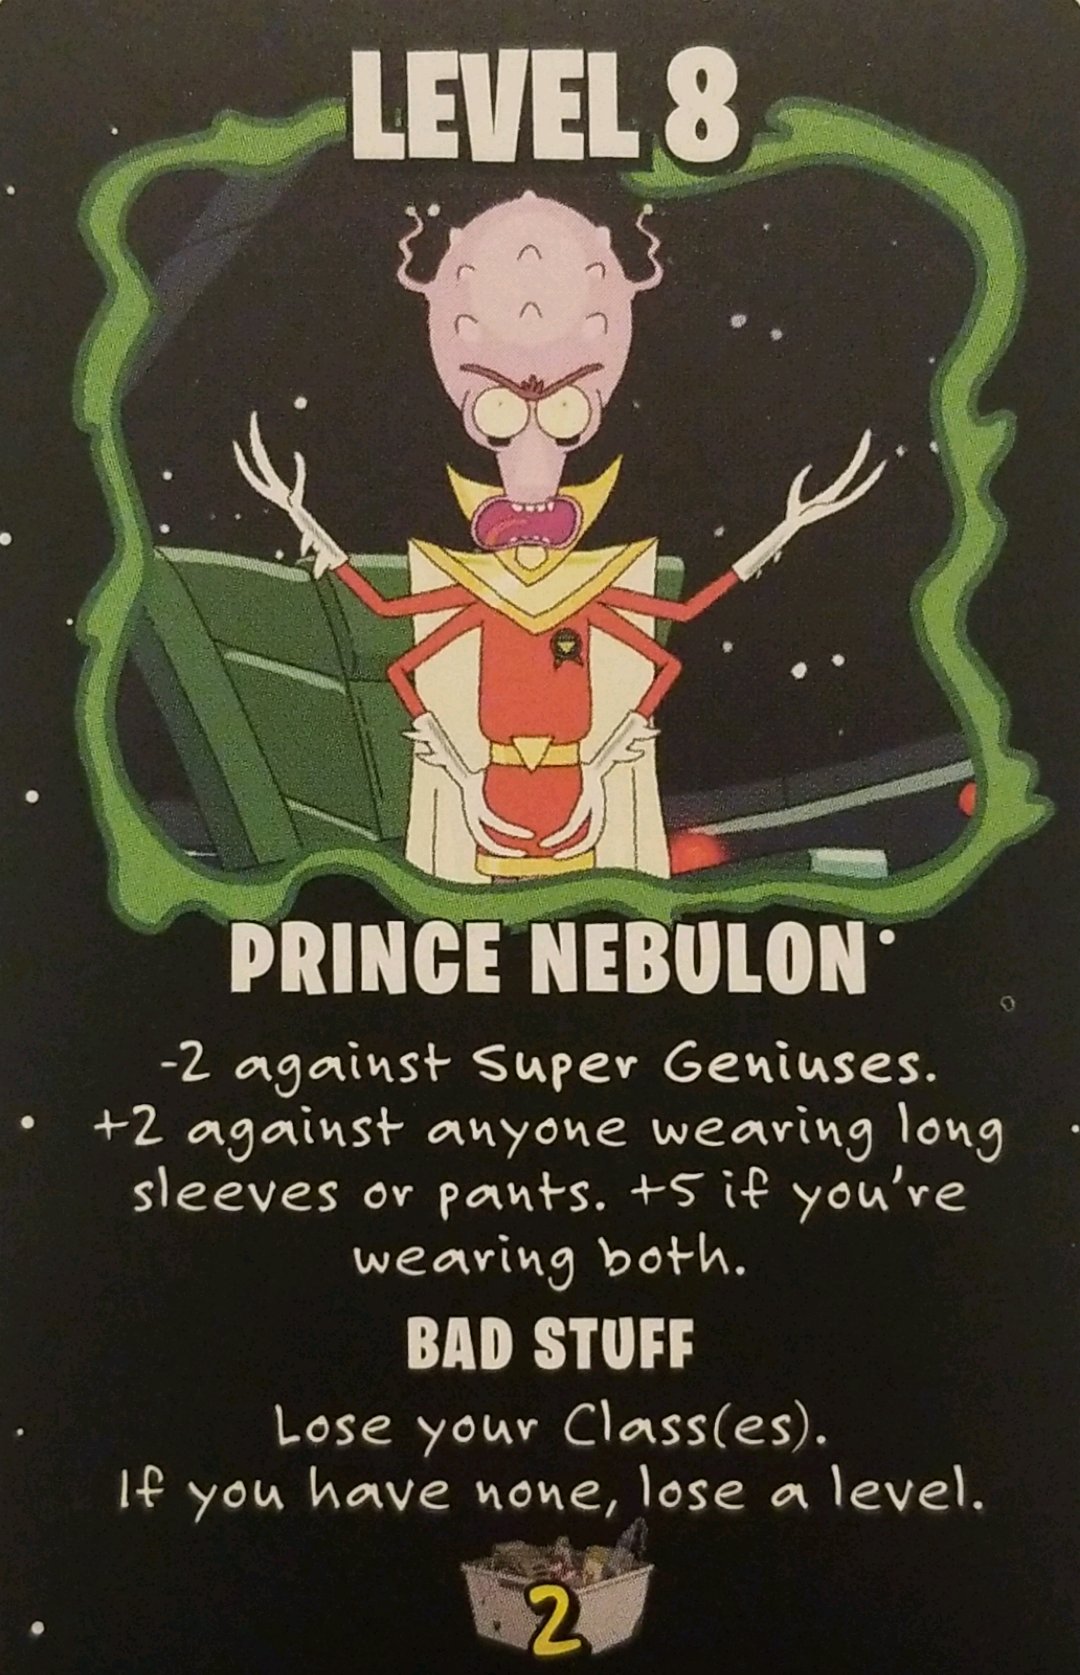 LEVEL 8
PRINCE NEBULON
-2 against Super Geniuses.
+2 against anyone wearing long
sleeves or pants. +5 if you're
wearing both.
BAD STUFF
Lose your Class(es).
If you have none, lose a level.
2